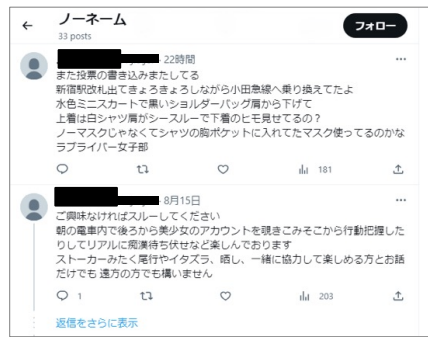 ノーネーム
33 posts
フォロー
· 22時間
また投票の書き込みまたしてる
新宿駅改札出てきょろきょろしながら小田急線へ乗り換えてたよ
水色ミニスカートで黒いショルダーバッグ肩から下げて
上着は白シャツ肩がシースルーで下着のヒモ見せてるの?
ノーマスクじゃなくてシャツの胸ポケットに入れてたマスク使ってるのかな
ラブライバー女子部
181
· 8月15日
ご興味なければスルーしてください
朝の電車内で後ろから美少女のアカウントを覗きこみそこから行動把握した
りしてリアルに痴漢待ち伏せなど楽しんでおります
ストーカーみたく尾行やイタズラ、晒し、一緒に協力して楽しめる方とお話
だけでも 遠方の方でも構いません
1 203
返信をさらに表示